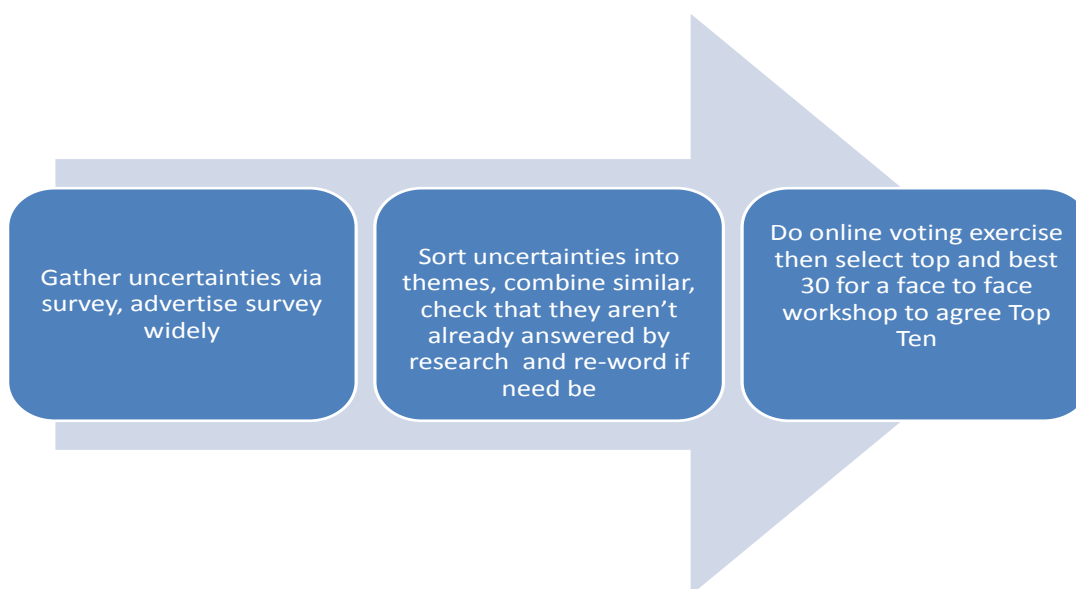 Gather uncertainties via
survey, advertise survey
widely
Sort uncertainties into
themes, combine similar,
check that they aren’t
already answered by
research and re-word if
need be
Do online voting exercise
then select top and best
30 for a face to face
workshop to agree Top
Ten